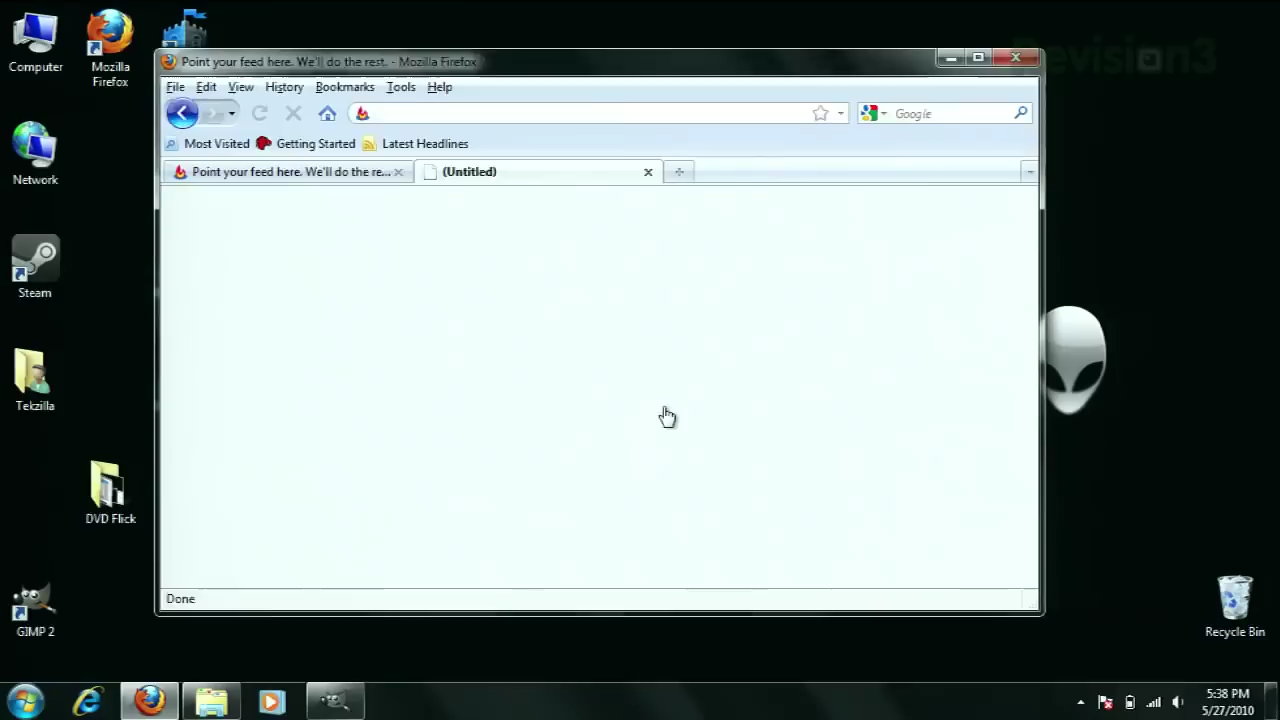 Computer
Mozilla
Firefox
Network
Steam
Tekzilla
DVD Flick
GIMP 2
Point your feed here. We'll do the rest. - Mozilla Firefox
File Edit View History Bookmarks Tools Help
Google
Most Visited Getting Started Latest Headlines
Point your feed here. We'll do the re... (Untitled)
Done
Revision3
Recycle Bin
5:38 PM
5/27/2010